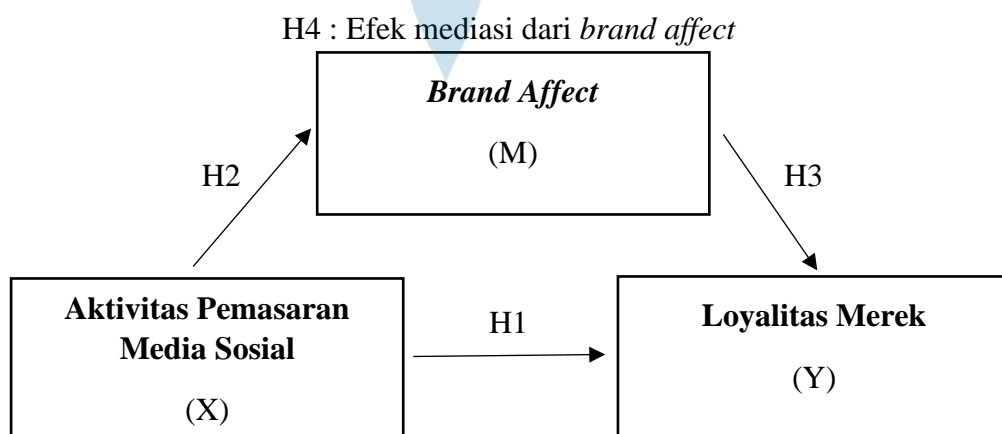 H4 : Efek mediasi dari brand affect
Brand Affect
(M)
H2
H3
Aktivitas Pemasaran
Media Sosial
(X)
H1
Loyalitas Merek
(Y)